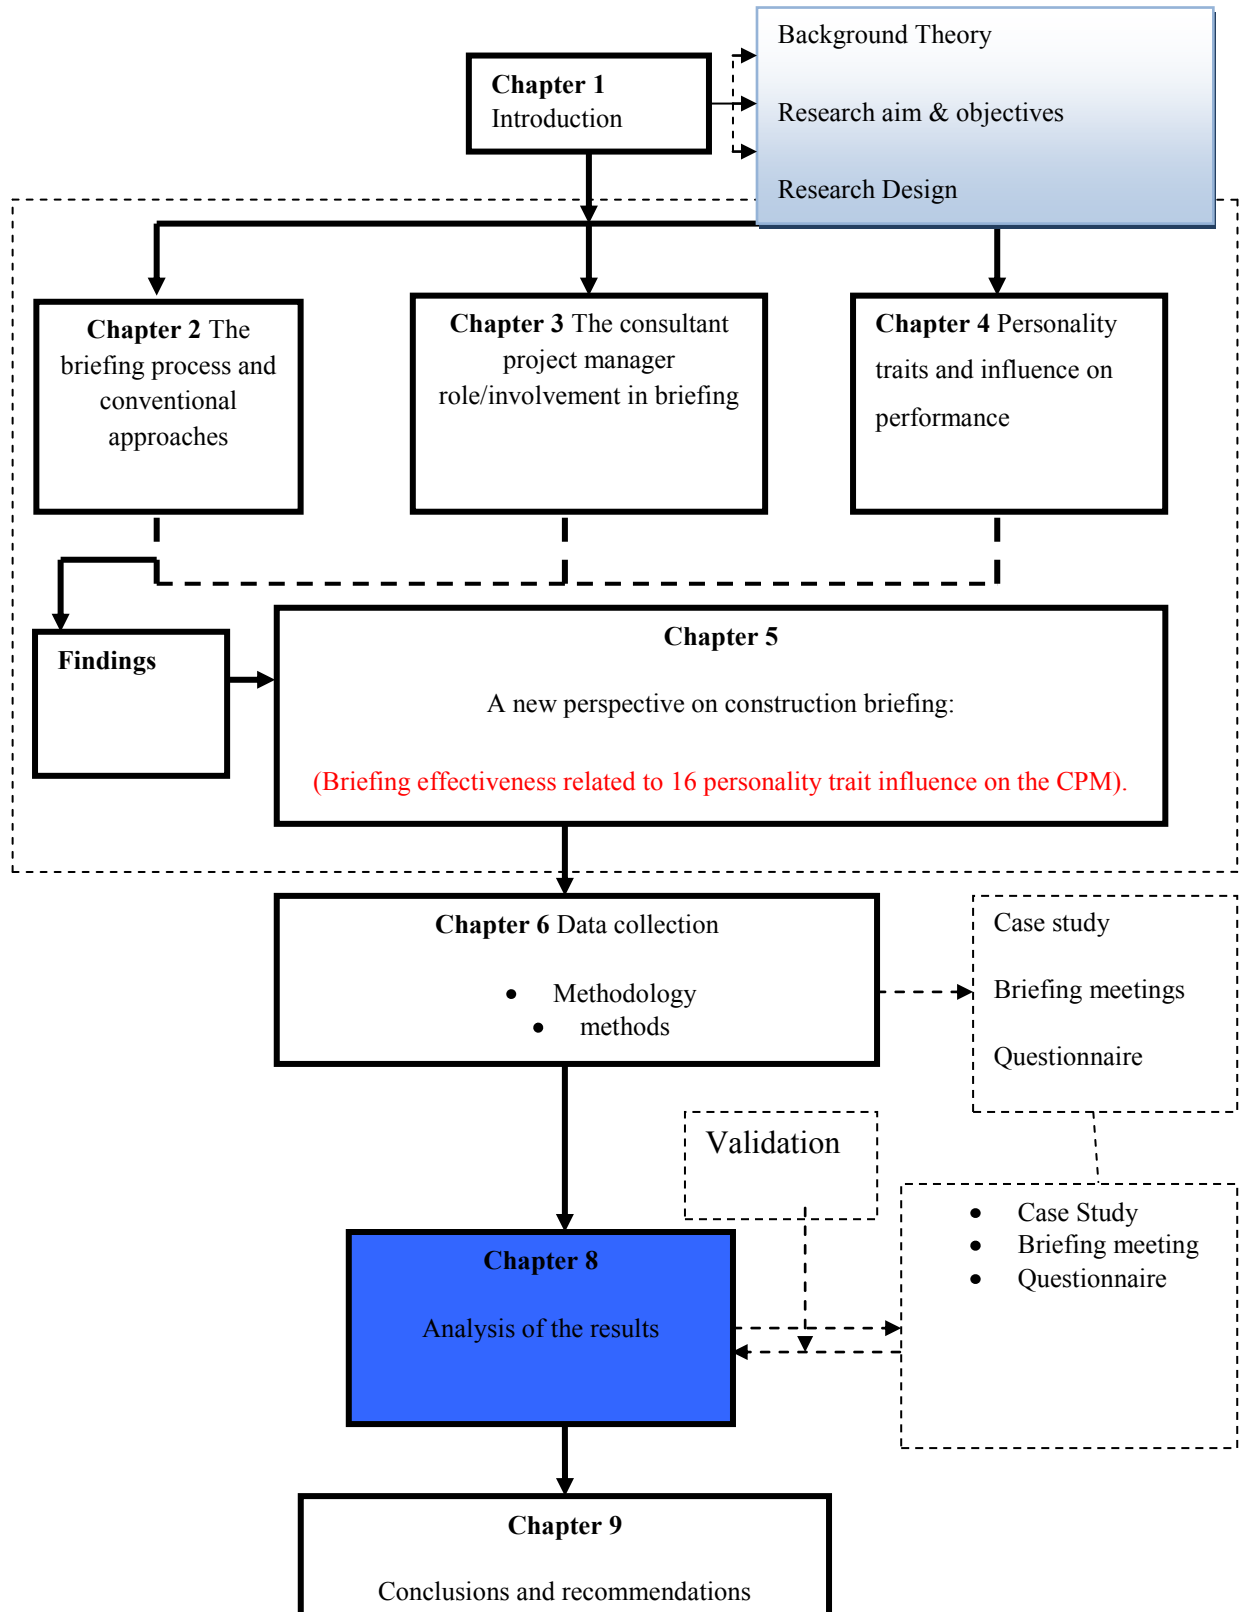 Background Theory
Chapter 1
Introduction
Research aim & objectives
Research Design
Chapter 2 The
briefing process and
conventional
approaches
Chapter 3 The consultant
project manager
role/involvement in briefing
Chapter 4 Personality
traits and influence on
performance
Findings
Chapter 5
A new perspective on construction briefing:
(Briefing effectiveness related to 16 personality trait influence on the CPM).
Chapter 6 Data collection
• Methodology
• methods
Case study
Briefing meetings
Questionnaire
Validation
• Case Study
• Briefing meeting
• Questionnaire
Chapter 8
Analysis of the results
Chapter 9
Conclusions and recommendations